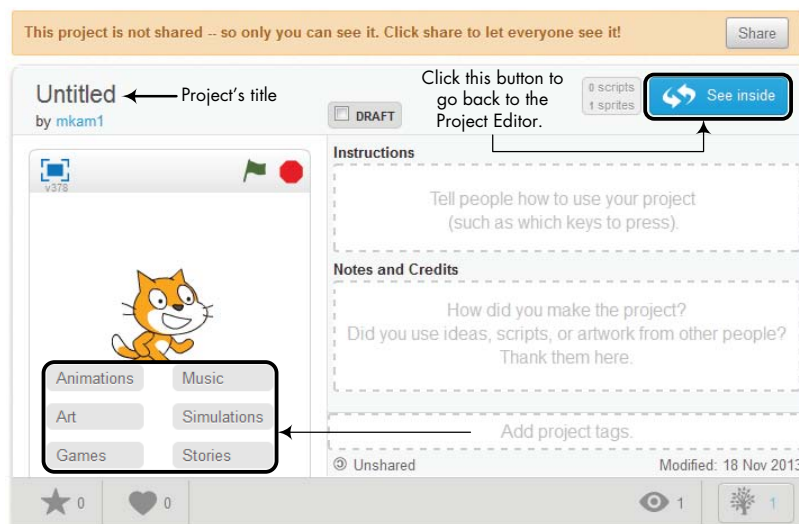 This project is not shared -- so only you can see it. Click share to let everyone see it!
Share
Untitled
Project's title
by mkam1
DRAFT
Click this button to
go back to the
Project Editor.
0 scripts
1 sprites
See inside
v378
Instructions
Tell people how to use your project
(such as which keys to press).
Notes and Credits
How did you make the project?
Did you use ideas, scripts, or artwork from other people?
Thank them here.
Animations
Music
Art
Simulations
Games
Stories
Add project tags.
Unshared
Modified: 18 Nov 2013
0
0
1
1